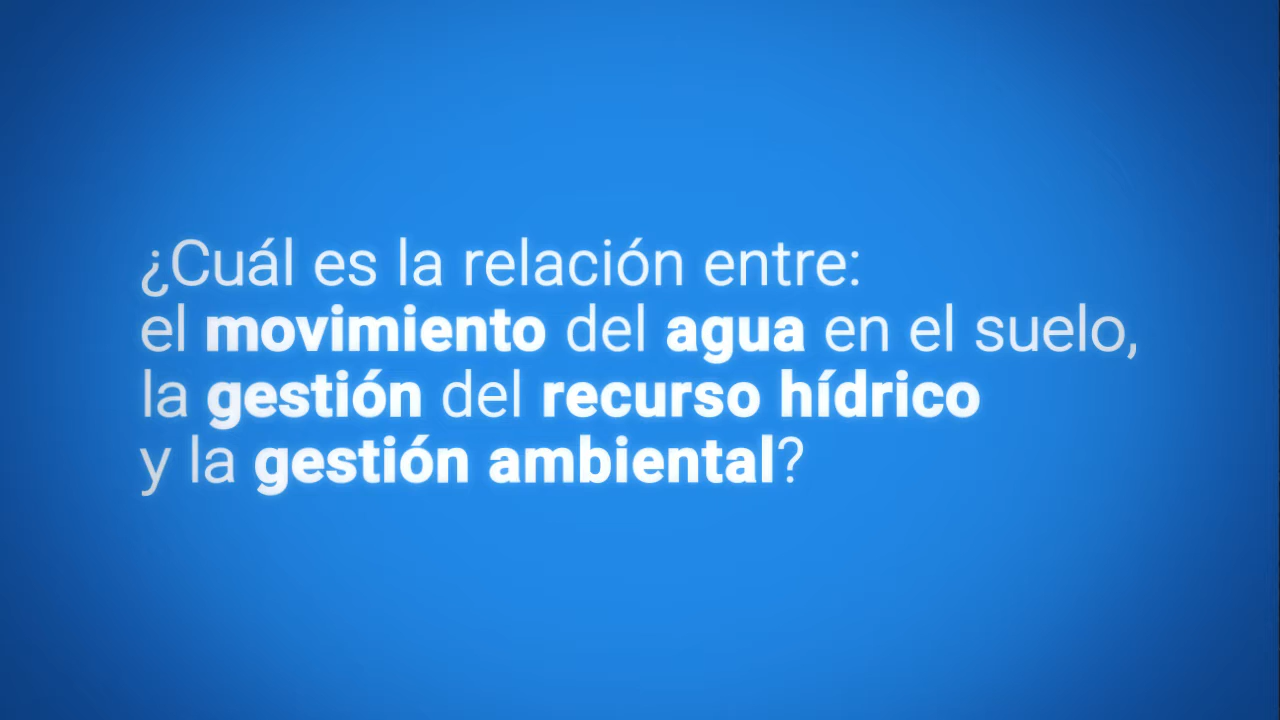 ¿Cuál es la relación entre:
el movimiento del agua en el suelo,
la gestión del recurso hídrico
y la gestión ambiental?